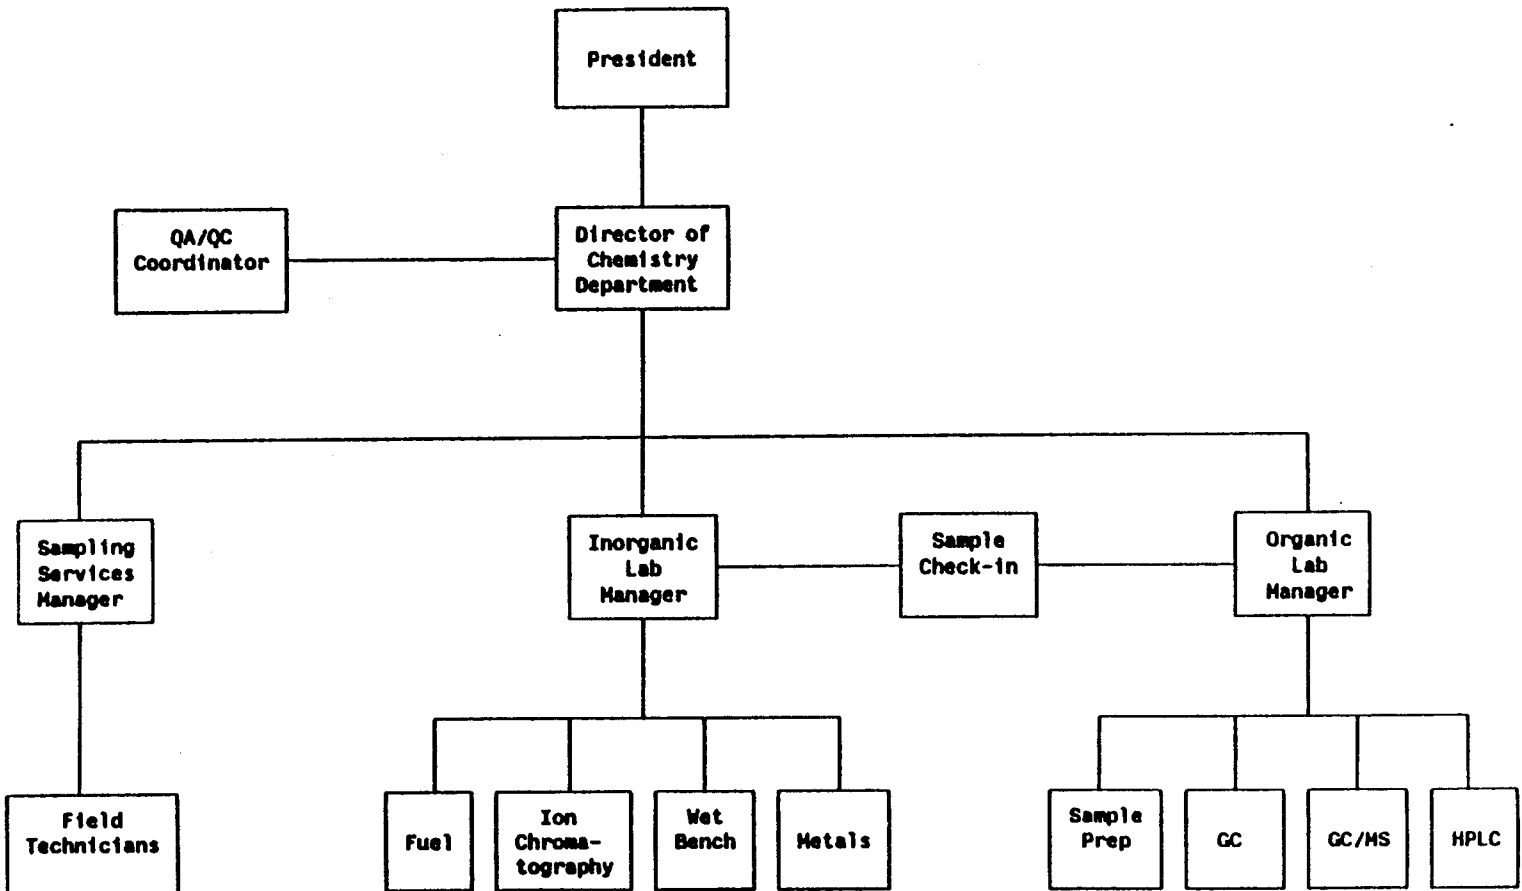 President
QA/QC
Coordinator
Director of
Chemistry
Department
Sampling
Services
Manager
Inorganic
Lab
Manager
Sample
Check-in
Organic
Lab
Manager
Field
Technicians
Fuel
Ion
Chroma-
tography
Wet
Bench
Metals
Sample
Prep
GC
GC/MS
HPLC